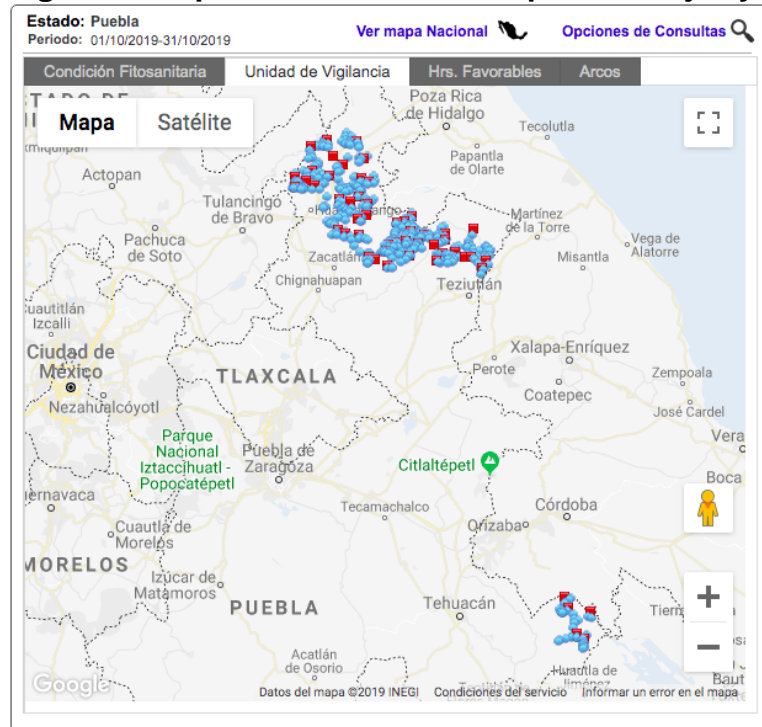 Estado: Puebla
Periodo: 01/10/2019-31/10/2019
Ver mapa Nacional
Opciones de Consultas
Condición Fitosanitaria
Unidad de Vigilancia
Hrs. Favorables
Arcos
Mapa
Satélite
Poza Rica
de Hidalgo
Tecolutla
Papantla
de Olarte
Actopan
Tulancingo
de Bravo
Martínez
de la Torre
Pachuca
de Soto
Vega de
Alatorre
Misantla
Zacatlán
Chignahuapan
Teziutlán
Cuautitlán
Izcalli
Ciudad de
México
Xalapa-Enríquez
Perote
Zempoala
TLAXCALA
Coatepec
Nezahualcóyotl
José Cardel
Parque
Nacional
Iztaccíhuatl -
Popocatépetl
Puebla de
Zaragoza
Citlaltépetl
Vera
Boca
Tecamachalco
Córdoba
Orizaba
Cuautla de
Morelos
MORELOS
Izúcar de
Matamoros
PUEBLA
Tehuacán
Tierr
Acatlán
de Osorio
Huautla de
Jiménez
Baut
Google
Datos del mapa ©2019 INEGI
Condiciones del servicio
Informar un error en el mapa